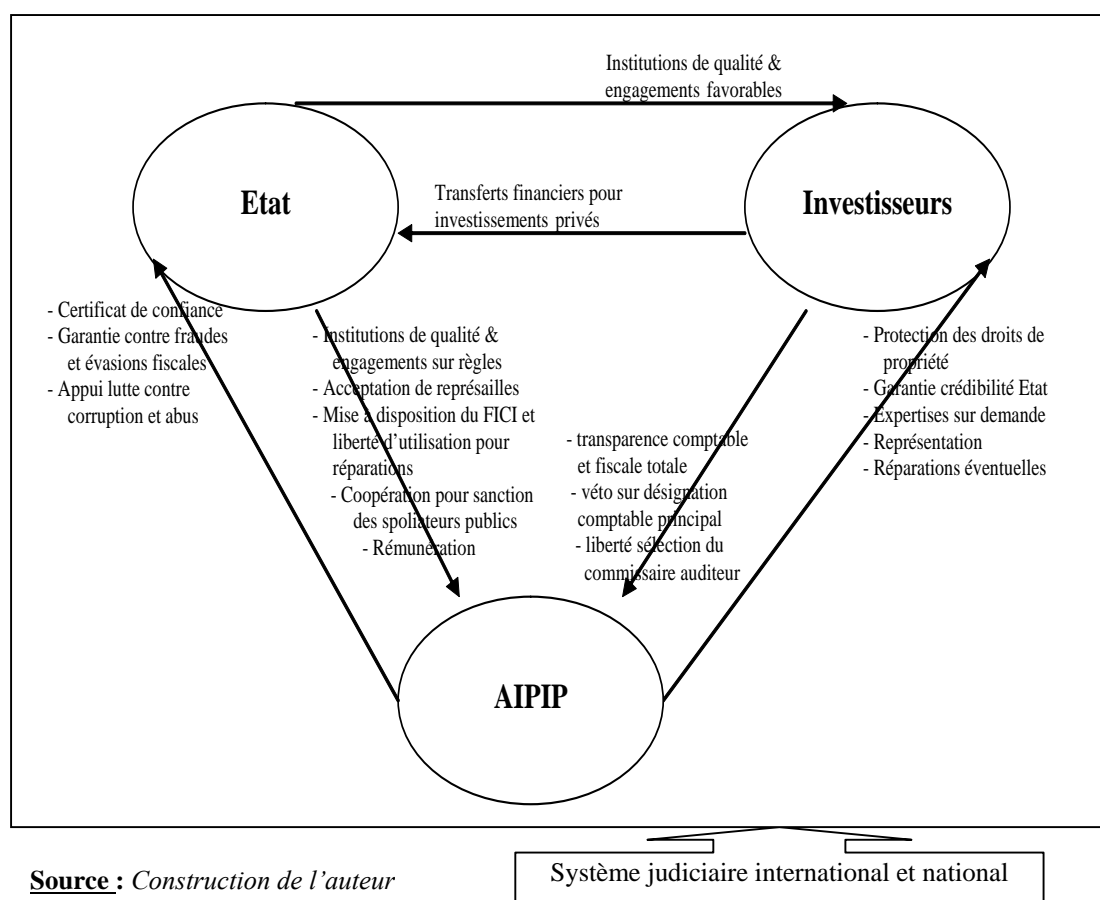 Institutions de qualité &
engagements favorables
Etat
Investisseurs
Transferts financiers pour
investissements privés
- Certificat de confiance
- Garantie contre fraudes
et évasions fiscales
- Appui lutte contre
corruption et abus
- Institutions de qualité &
engagements sur règles
- Acceptation de représailles
- Mise à disposition du FICI et
liberté d'utilisation pour
réparations
- Coopération pour sanction
des spoliateurs publics
- Rémunération
- transparence comptable
et fiscale totale
- véto sur désignation
comptable principal
- liberté sélection du
commissaire auditeur
- Protection des droits de
propriété
- Garantie crédibilité Etat
- Expertises sur demande
- Représentation
- Réparations éventuelles
AIPIP
Système judiciaire international et national
Source : Construction de l'auteur